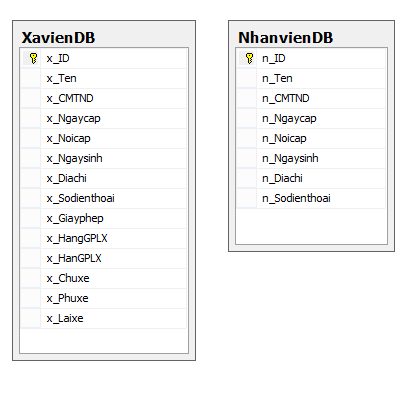 XavienDB
x_ID
x_Ten
x_CMTND
x_Ngaycap
x_Noicap
x_Ngaysinh
x_Diachi
x_Sodienthoai
x_Giayphep
x_HangGPLX
x_HanGPLX
x_Chuxe
x_Phuxe
x_Laixe
NhanvienDB
n_ID
n_Ten
n_CMTND
n_Ngaycap
n_Noicap
n_Ngaysinh
n_Diachi
n_Sodienthoai